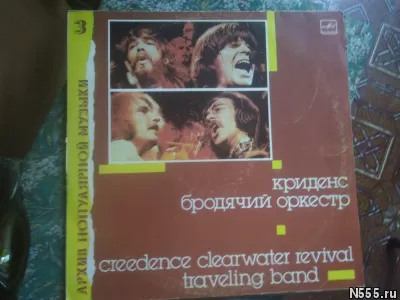 3
АРХИВ ПОПУЛЯРНОЙ МУЗЫКИ
криденс
бродячий оркестр
creedence clearwater revival
traveling band
N555.ru